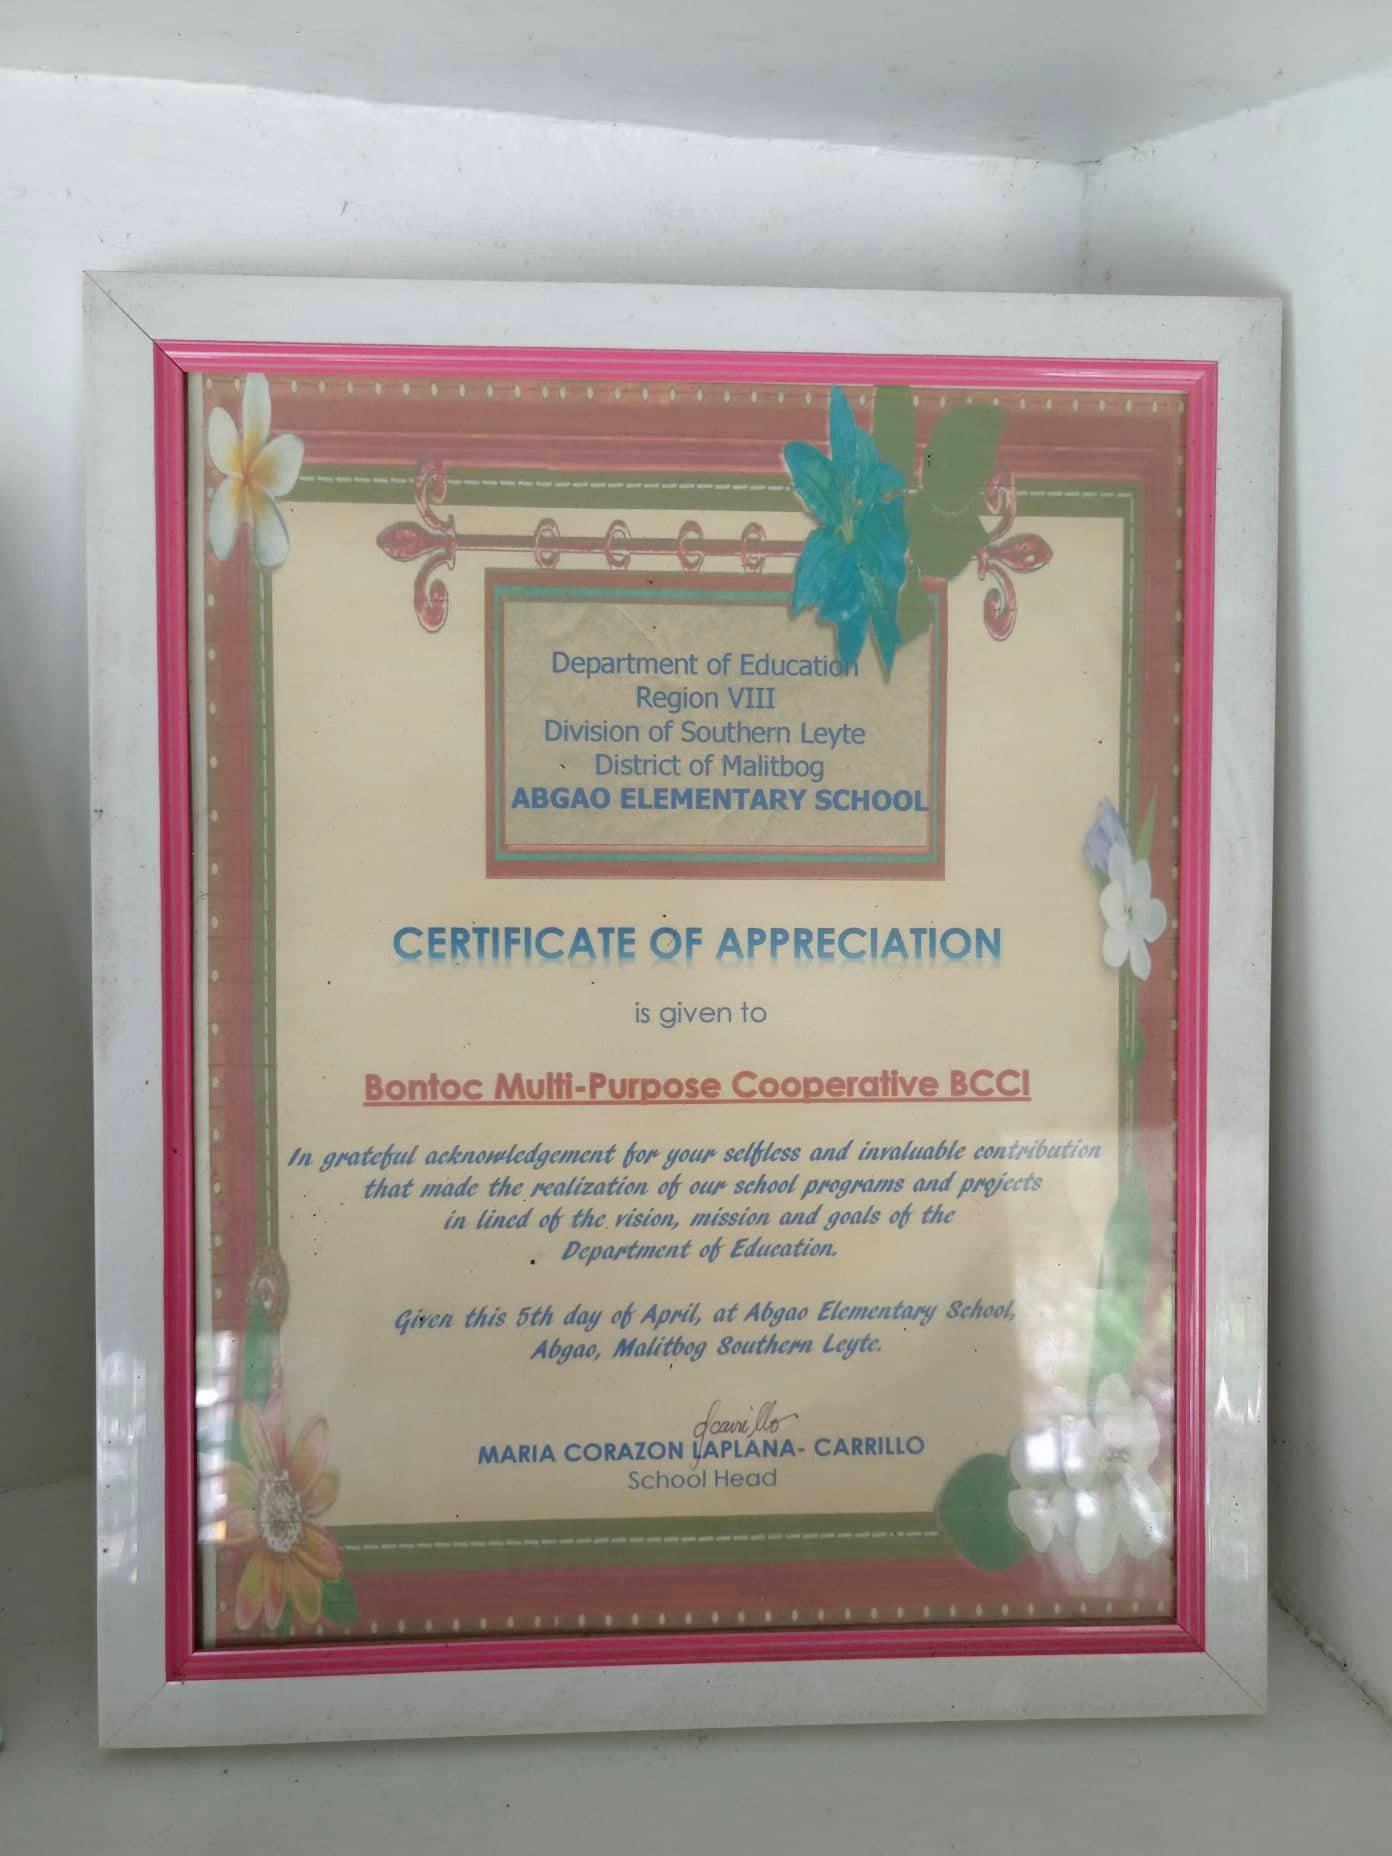 Department of Education
Region VIII
Division of Southern Leyte
District of Malitbog
ABGAO ELEMENTARY SCHOOL
CERTIFICATE OF APPRECIATION
is given to
Bontoc Multi-Purpose Cooperative BCCI
In grateful acknowledgement for your selfless and invaluable contribution
that made the realization of our school programs and projects
in lined of the vision, mission and goals of the
Department of Education.
Given this 5th day of April, at Abgao Elementary School,
Abgao, Malitbog Southern Leyte.
MARIA CORAZON LAPLANA- CARRILLO
School Head